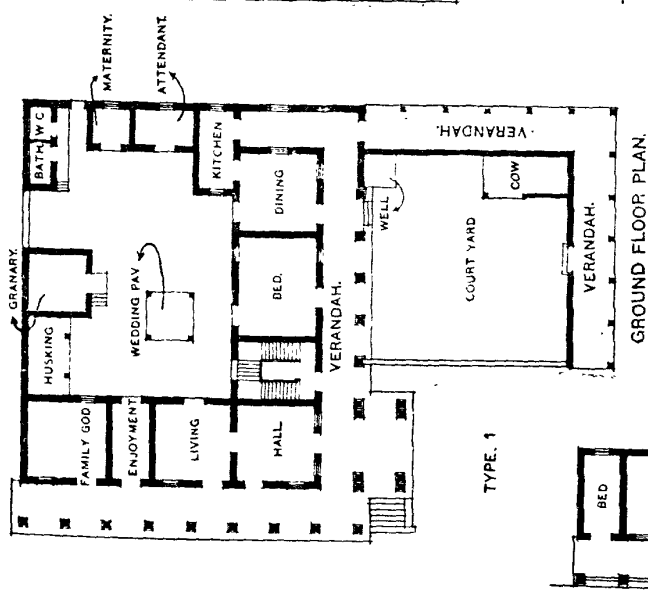 MATERNITY.
ATTENDANT.
BATH
W C
KITCHEN
GRANARY.
HUSKING
WEDDING PAV
DINING
BED.
VERANDAH.
FAMILY GOD
ENJOYMENT
LIVING
HALL
· VERANDAH.
WELL
COW
COURT YARD
VERANDAH.
GROUND FLOOR PLAN.
TYPE. 1
BED